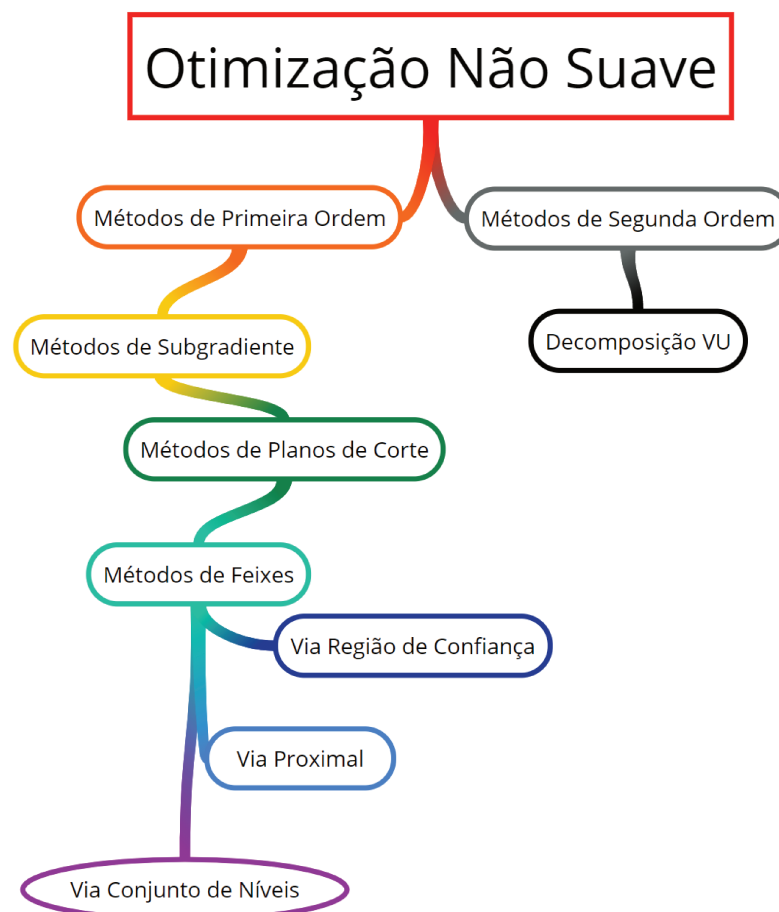 Otimização Não Suave
Métodos de Primeira Ordem
Métodos de Segunda Ordem
Métodos de Subgradiente
Decomposição VU
Métodos de Planos de Corte
Métodos de Feixes
Via Região de Confiança
Via Proximal
Via Conjunto de Níveis